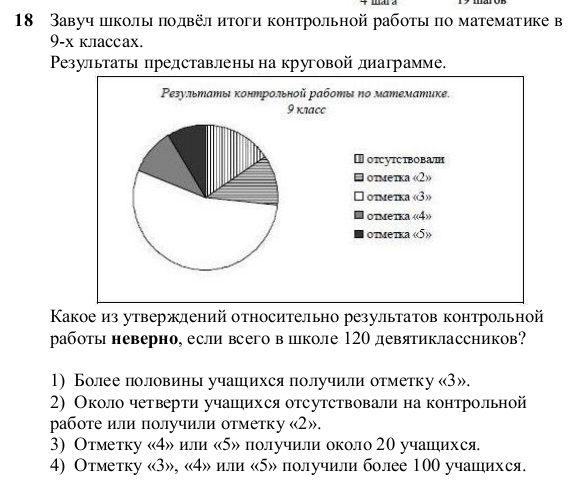 4 шага 19 шагов
18 Завуч школы подвёл итоги контрольной работы по математике в
9-х классах.
Результаты представлены на круговой диаграмме.
Результаты контрольной работы по математике.
9 класс
отсутствовали
отметка «2»
отметка «3»
отметка «4»
отметка «5»
Какое из утверждений относительно результатов контрольной
работы неверно, если всего в школе 120 девятиклассников?
1) Более половины учащихся получили отметку «3».
2) Около четверти учащихся отсутствовали на контрольной
работе или получили отметку «2».
3) Отметку «4» или «5» получили около 20 учащихся.
4) Отметку «3», «4» или «5» получили более 100 учащихся.